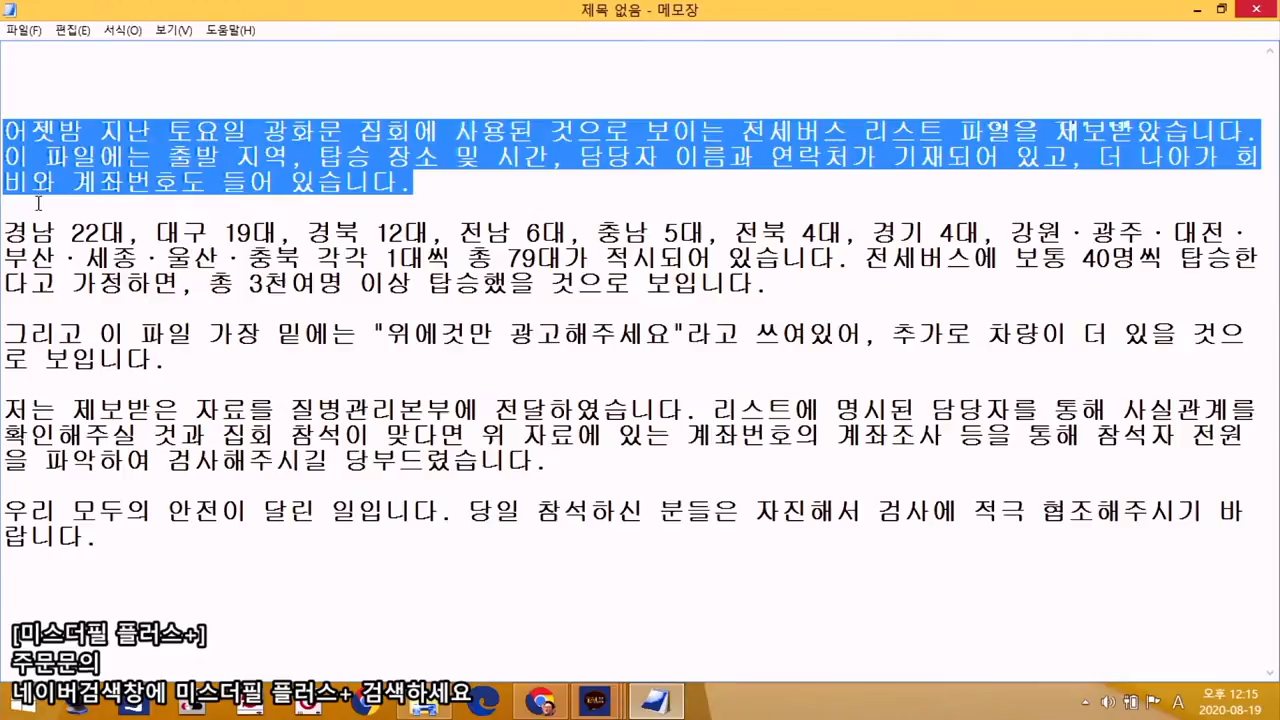 제목 없음 - 메모장
파일(F) 편집(E) 서식(O) 보기(V) 도움말(H)
어젯밤 지난 토요일 광화문 집회에 사용된 것으로 보이는 전세버스 리스트 파일을 제보받았습니다.
이 파일에는 출발 지역, 탑승 장소 및 시간, 담당자 이름과 연락처가 기재되어 있고, 더 나아가 회
비와 계좌번호도 들어 있습니다.
경남 22대, 대구 19대, 경북 12대, 전남 6대, 충남 5대, 전북 4대, 경기 4대, 강원·광주·대전·
부산·세종·울산·충북 각각 1대씩 총 79대가 적시되어 있습니다. 전세버스에 보통 40명씩 탑승한
다고 가정하면, 총 3천여명 이상 탑승했을 것으로 보입니다.
그리고 이 파일 가장 밑에는 "위에것만 광고해주세요"라고 쓰여있어, 추가로 차량이 더 있을 것으
로 보입니다.
저는 제보받은 자료를 질병관리본부에 전달하였습니다. 리스트에 명시된 담당자를 통해 사실관계를
확인해주실 것과 집회 참석이 맞다면 위 자료에 있는 계좌번호의 계좌조사 등을 통해 참석자 전원
을 파악하여 검사해주시길 당부드렸습니다.
우리 모두의 안전이 달린 일입니다. 당일 참석하신 분들은 자진해서 검사에 적극 협조해주시기 바
랍니다.
[미스더필 플러스+]
주문문의
네이버검색창에 미스더필 플러스+ 검색하세요
A 오후 12:15
2020-08-19